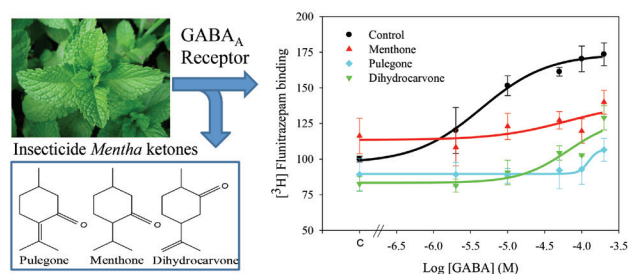 GABA_A
Receptor
Insecticide Mentha ketones
Pulegone Menthone Dihydrocarvone
O O O
[³H] Flunitrazepam binding
200
175
150
125
100
75
50
Control
Menthone
Pulegone
Dihydrocarvone
C -6.5 -6.0 -5.5 -5.0 -4.5 -4.0 -3.5
Log [GABA] (M)